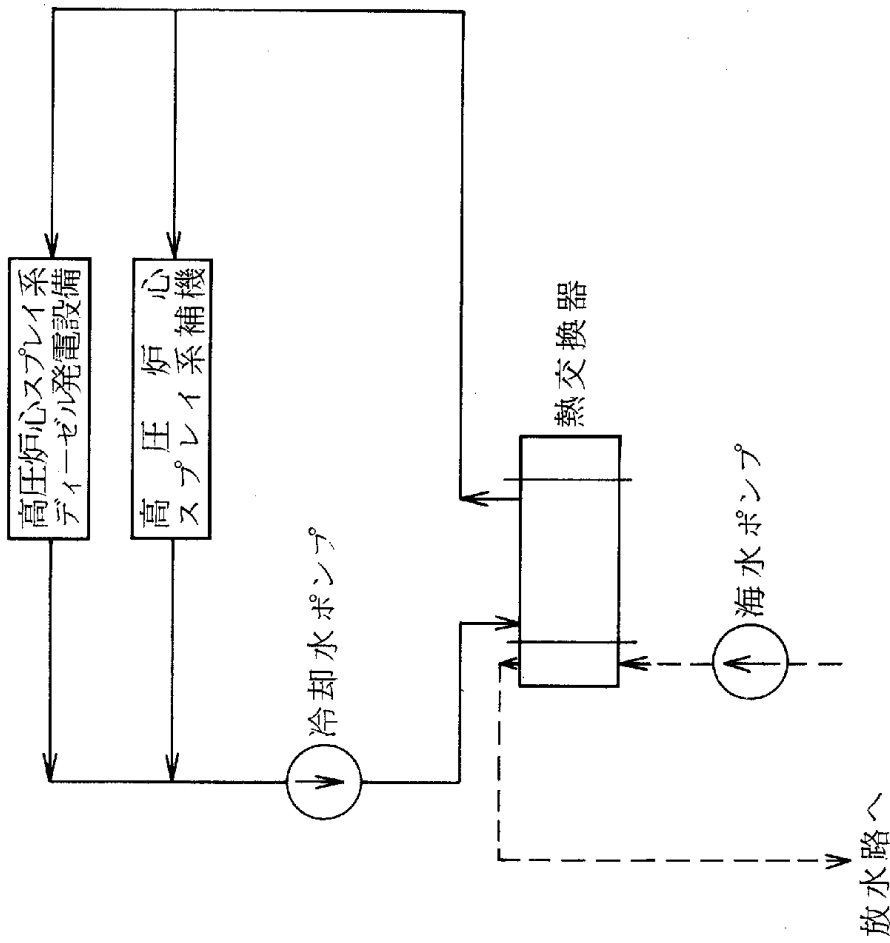 高圧炉心スプレイ系
ディーゼル発電設備
高圧炉心
スプレイ系補機
冷却水ポンプ
熱交換器
海水ポンプ
放水路へ